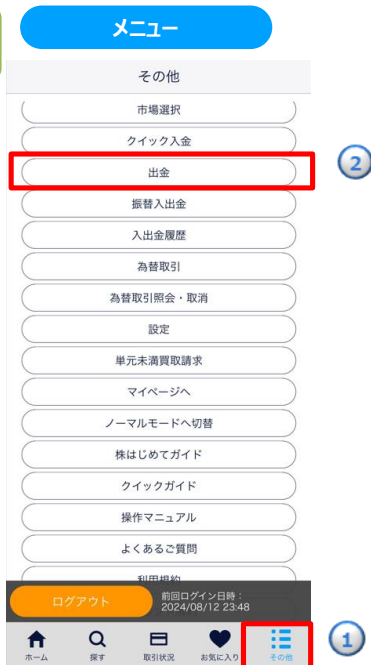 メニュー
その他
市場選択
クイック入金
出金
2
振替入出金
入出金履歴
為替取引
為替取引照会・取消
設定
単元未満買取請求
マイページへ
ノーマルモードへ切替
株はじめてガイド
クイックガイド
操作マニュアル
よくあるご質問
利用規約
ログアウト
前回ログイン日時：
2024/08/12 23:48
ホーム
探す
取引状況
お気に入り
その他
1